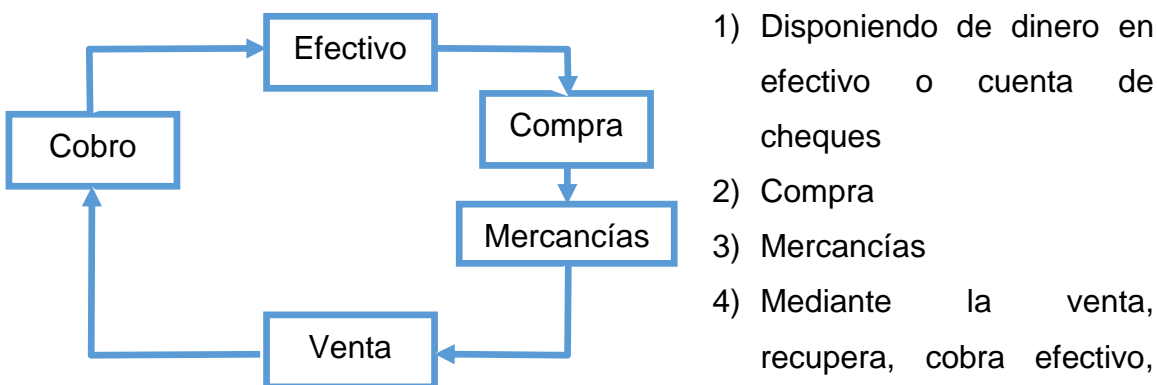 Efectivo
Compra
Cobro
Mercancías
Venta
1) Disponiendo de dinero en
efectivo o cuenta de
cheques
2) Compra
3) Mercancías
4) Mediante la venta,
recupera, cobra efectivo,